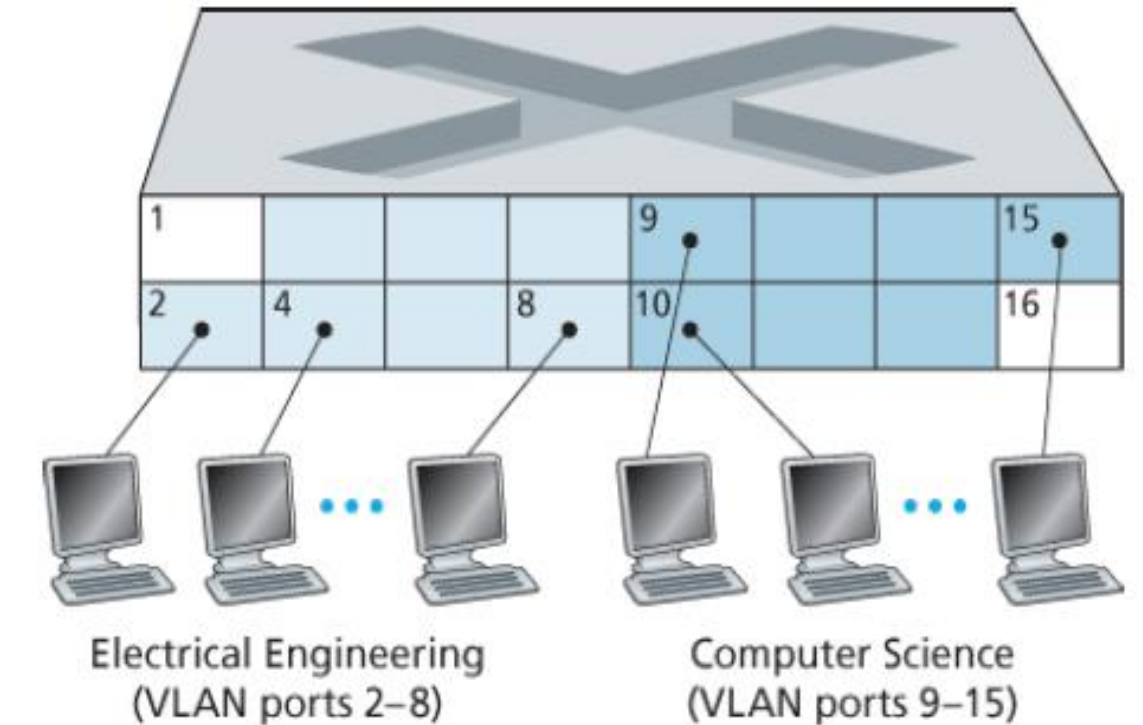 1
9
15
2
4
8
10
16
Electrical Engineering
(VLAN ports 2–8)
Computer Science
(VLAN ports 9–15)